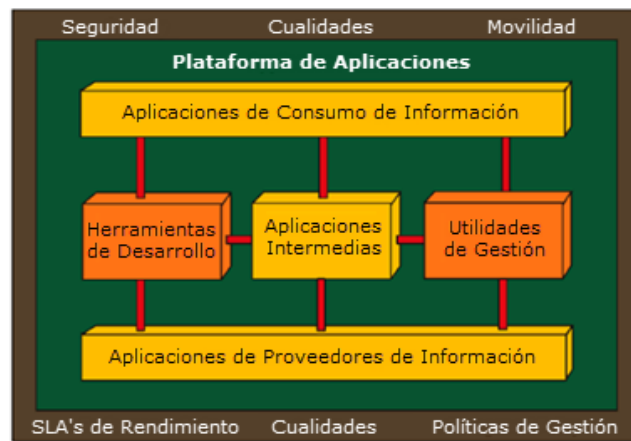 Seguridad Cualidades Movilidad
Plataforma de Aplicaciones
Aplicaciones de Consumo de Información
Herramientas
de Desarrollo
Aplicaciones
Intermedias
Utilidades
de Gestión
Aplicaciones de Proveedores de Información
SLA's de Rendimiento Cualidades Políticas de Gestión